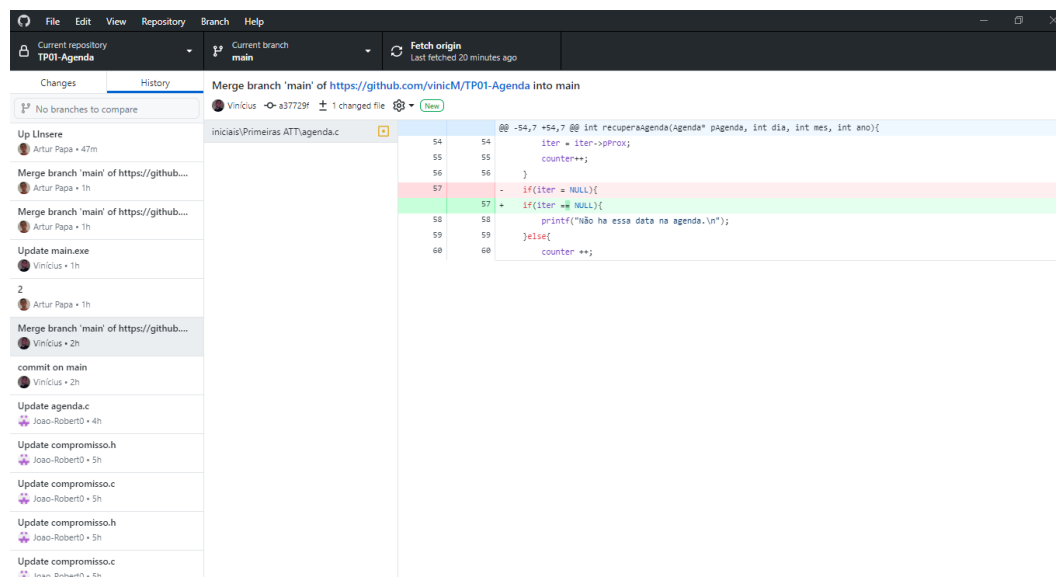 File Edit View Repository Branch Help
Current repository
TP01-Agenda
Current branch
main
Fetch origin
Last fetched 20 minutes ago
Changes History
No branches to compare
Up LInsere
Artur Papa • 47m
Merge branch 'main' of https://github....
Artur Papa • 1h
Merge branch 'main' of https://github....
Artur Papa • 1h
Update main.exe
Vinícius • 1h
2
Artur Papa • 1h
Merge branch 'main' of https://github....
Vinícius • 2h
commit on main
Vinícius • 2h
Update agenda.c
Joao-Robert0 • 4h
Update compromisso.h
Joao-Robert0 • 5h
Update compromisso.c
Joao-Robert0 • 5h
Update compromisso.h
Joao-Robert0 • 5h
Update compromisso.c
Joao-Robert0 • 5h
Merge branch 'main' of https://github.com/vinicM/TP01-Agenda into main
Vinícius a37729f 1 changed file New
iniciais\Primeiras ATT\agenda.c
@@ -54,7 +54,7 @@ int recuperaAgenda(Agenda* pAgenda, int dia, int mes, int ano){
54 54 iter = iter->pProx;
55 55 counter++;
56 56 }
57 - if(iter = NULL){
57 + if(iter == NULL){
58 58 printf("Não ha essa data na agenda.\n");
59 59 }else{
60 60 counter ++;